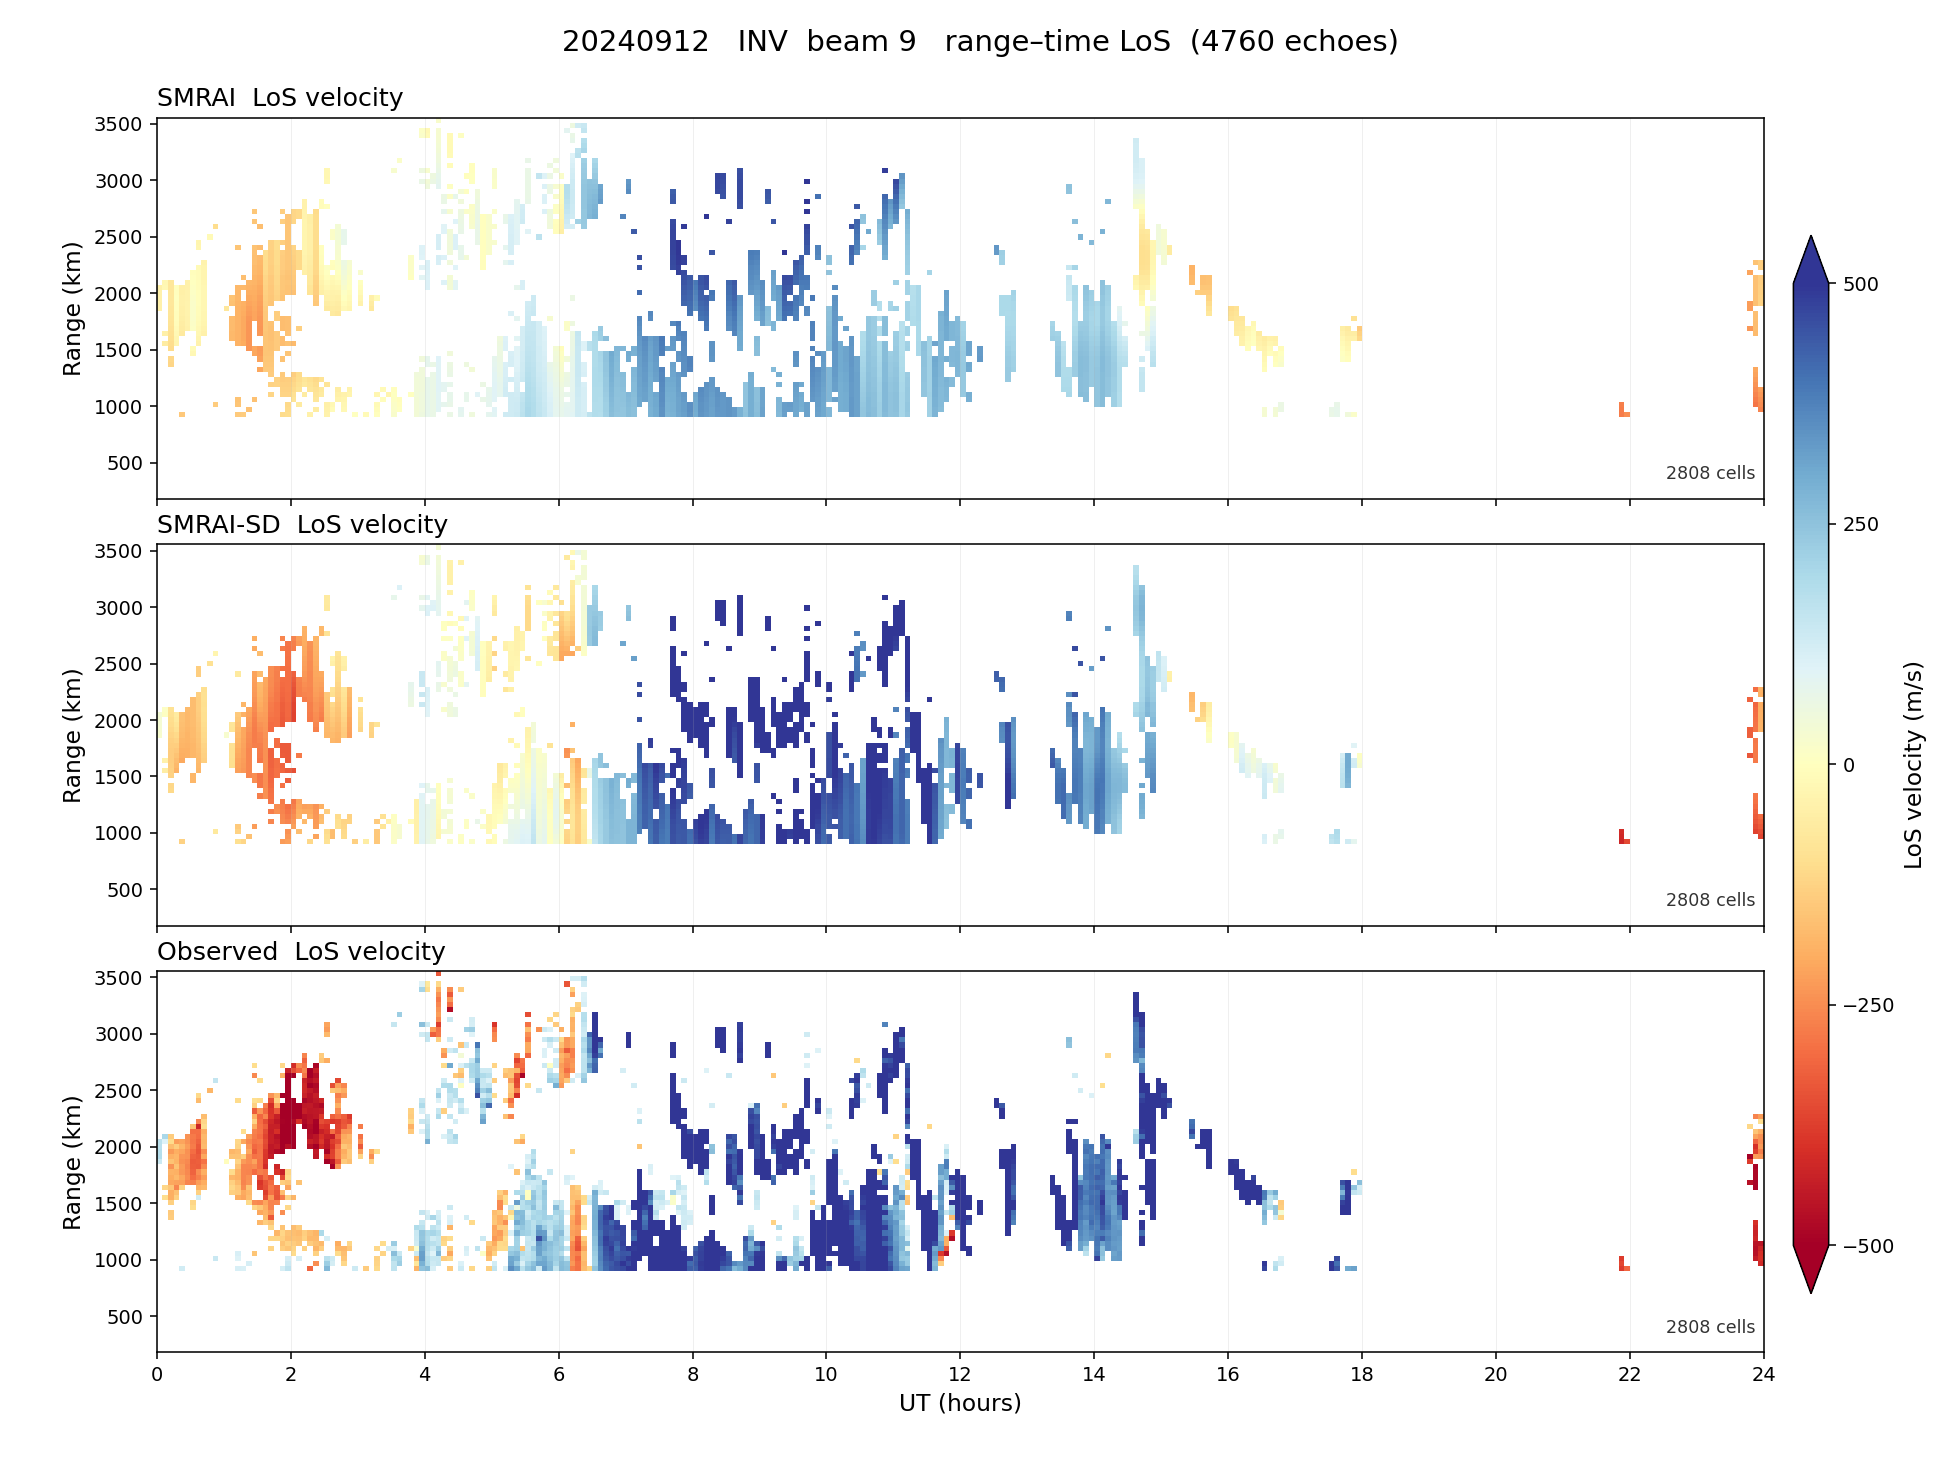 20240912   INV  beam 9   range–time LoS  (4760 echoes)
SMRAI  LoS velocity
3500
3000
2500
2000
1500
1000
500
Range (km)
2808 cells
SMRAI-SD  LoS velocity
3500
3000
2500
2000
1500
1000
500
Range (km)
2808 cells
Observed  LoS velocity
3500
3000
2500
2000
1500
1000
500
Range (km)
2808 cells
0 2 4 6 8 10 12 14 16 18 20 22 24
UT (hours)
500
250
0
−250
−500
LoS velocity (m/s)